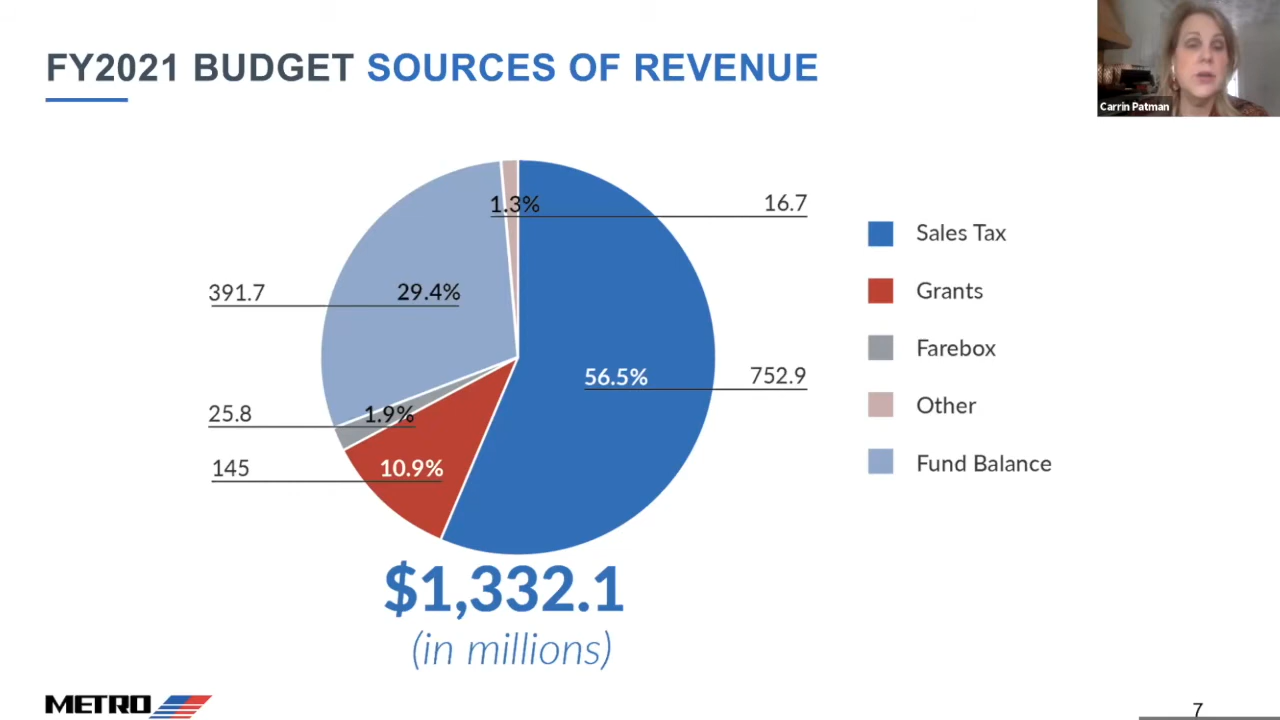 FY2021 BUDGET SOURCES OF REVENUE
Carrin Patman
1.3%
16.7
391.7
29.4%
56.5%
752.9
25.8
1.9%
145
10.9%
Sales Tax
Grants
Farebox
Other
Fund Balance
$1,332.1
(in millions)
METRO
7